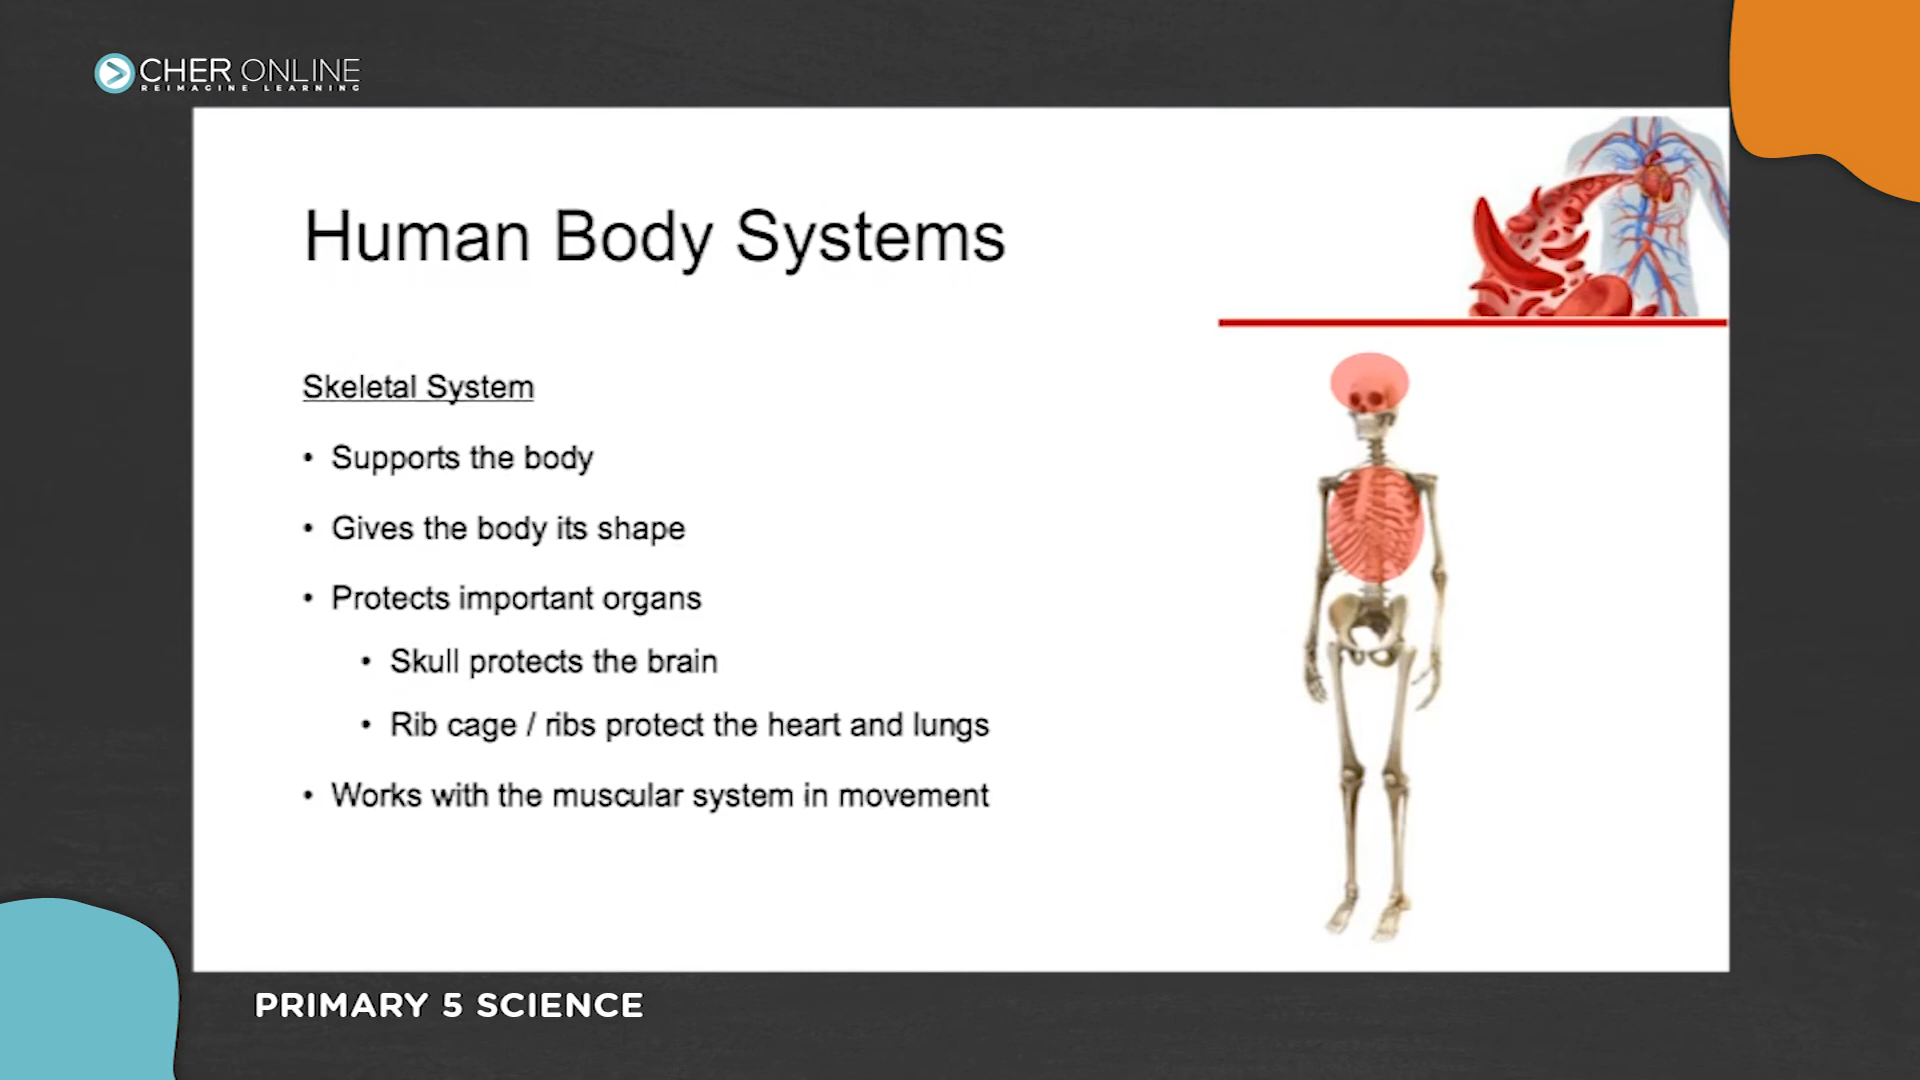 CHER ONLINE
REIMAGINE LEARNING
Human Body Systems
Skeletal System
• Supports the body
• Gives the body its shape
• Protects important organs
• Skull protects the brain
• Rib cage / ribs protect the heart and lungs
• Works with the muscular system in movement
PRIMARY 5 SCIENCE